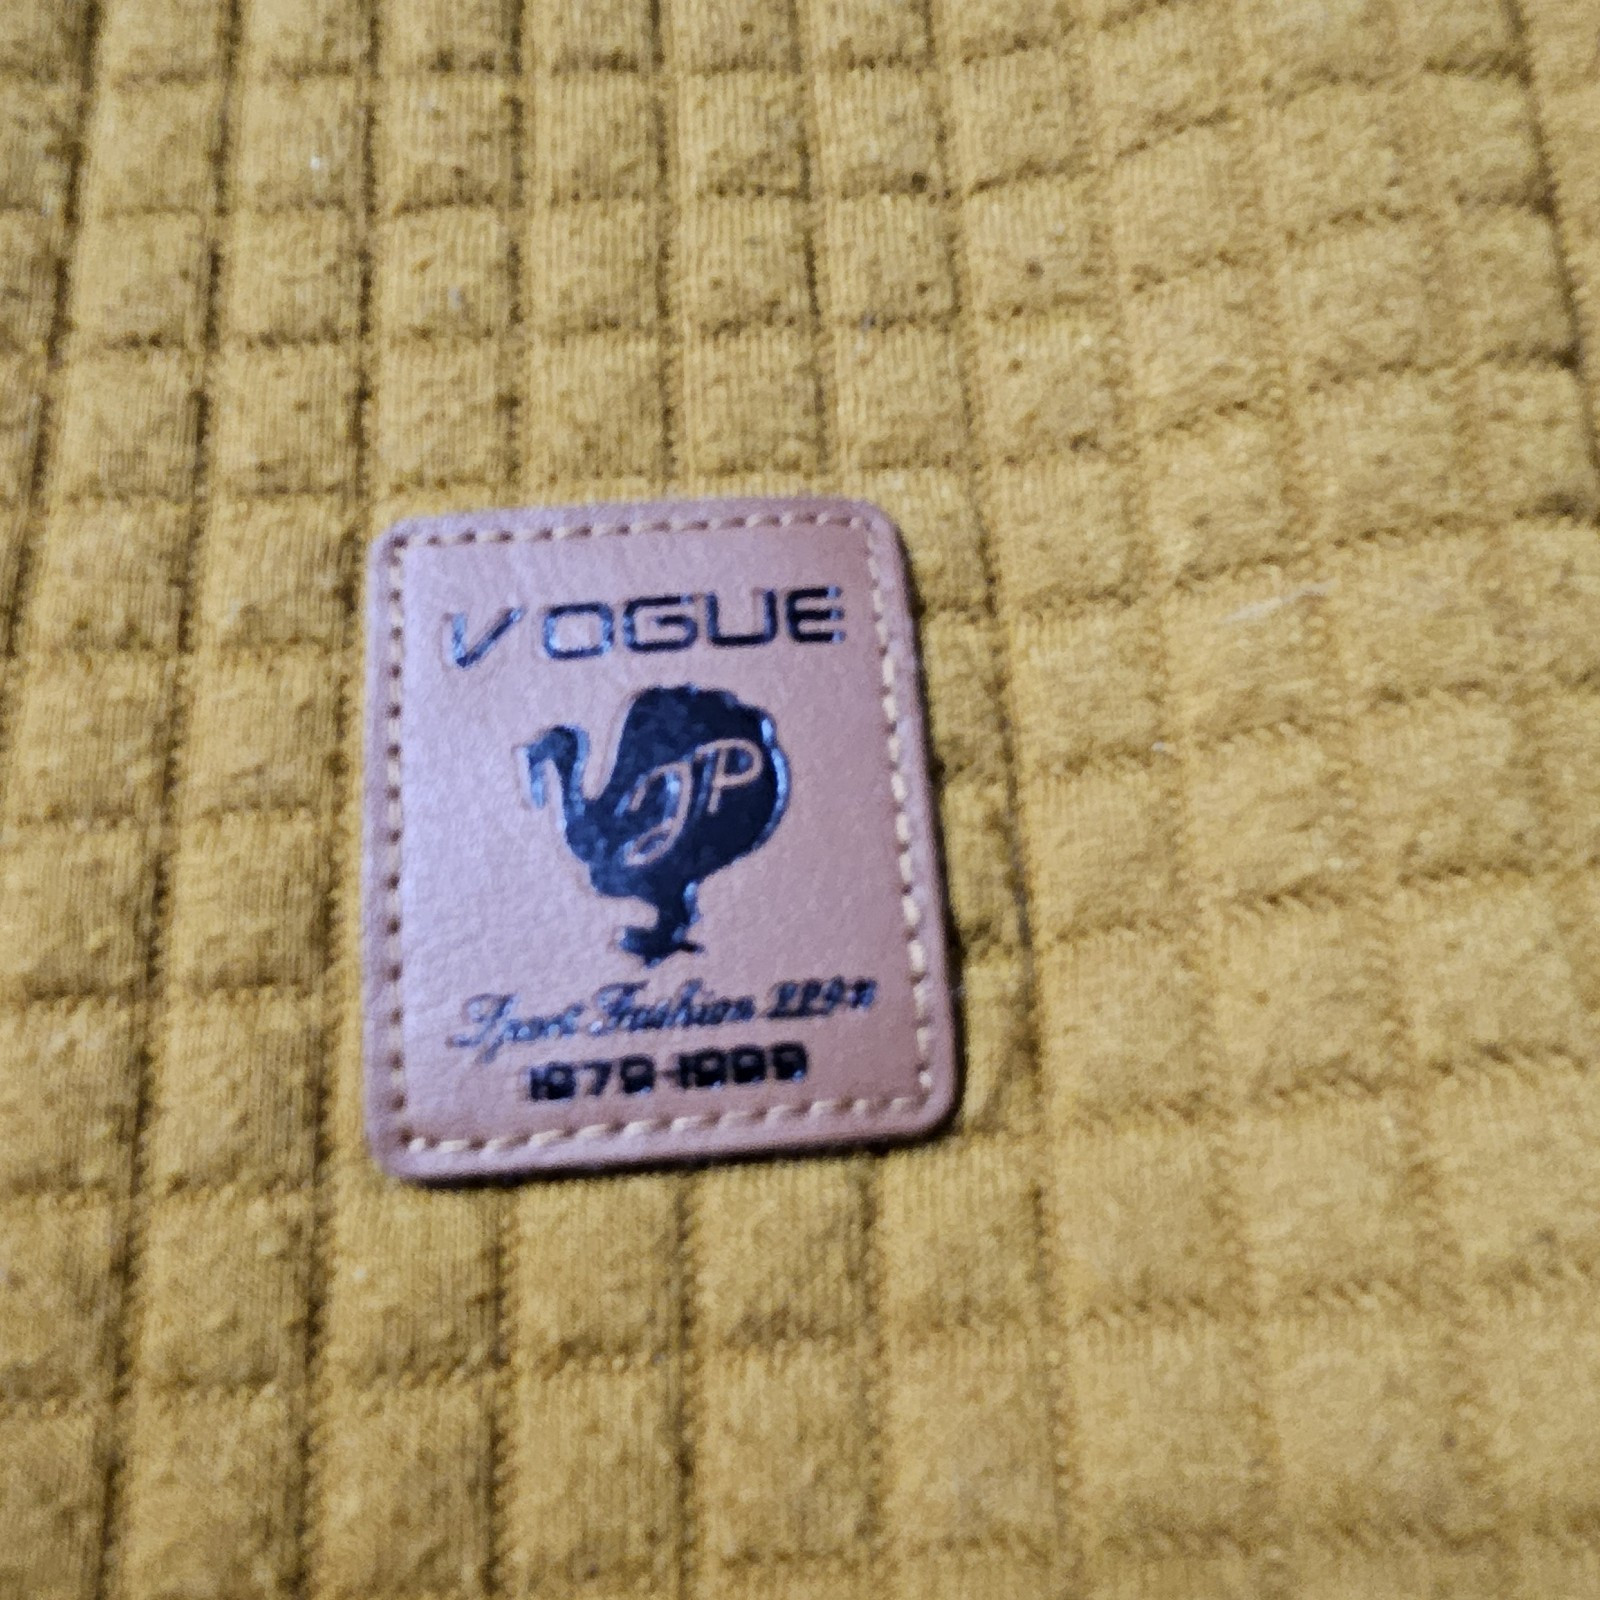 VOGUE
JP
Sport Fashion
1979-1999